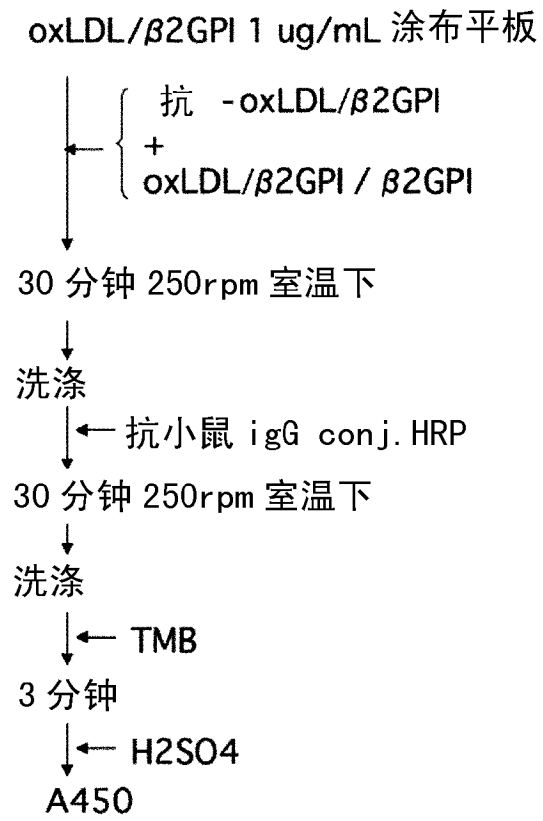 oxLDL/β2GPI 1 ug/mL 涂布平板
抗 -oxLDL/β2GPI
+
oxLDL/β2GPI / β2GPI
30 分钟 250rpm 室温下
洗涤
抗小鼠 igG conj.HRP
30 分钟 250rpm 室温下
洗涤
TMB
3 分钟
H2SO4
A450